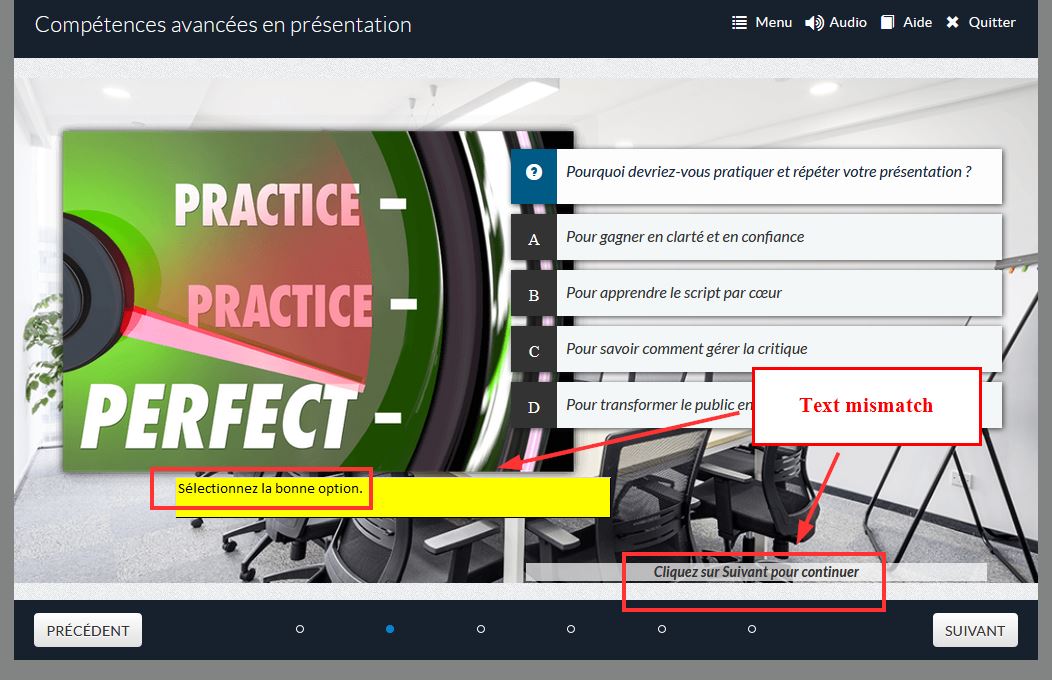 Compétences avancées en présentation
Menu
Audio
Aide
Quitter
PRACTICE –
PRACTICE –
PERFECT –
Pourquoi devriez-vous pratiquer et répéter votre présentation ?
A Pour gagner en clarté et en confiance
B Pour apprendre le script par cœur
C Pour savoir comment gérer la critique
D Pour transformer le public en
Text mismatch
Sélectionnez la bonne option.
Cliquez sur Suivant pour continuer
PRÉCÉDENT
SUIVANT